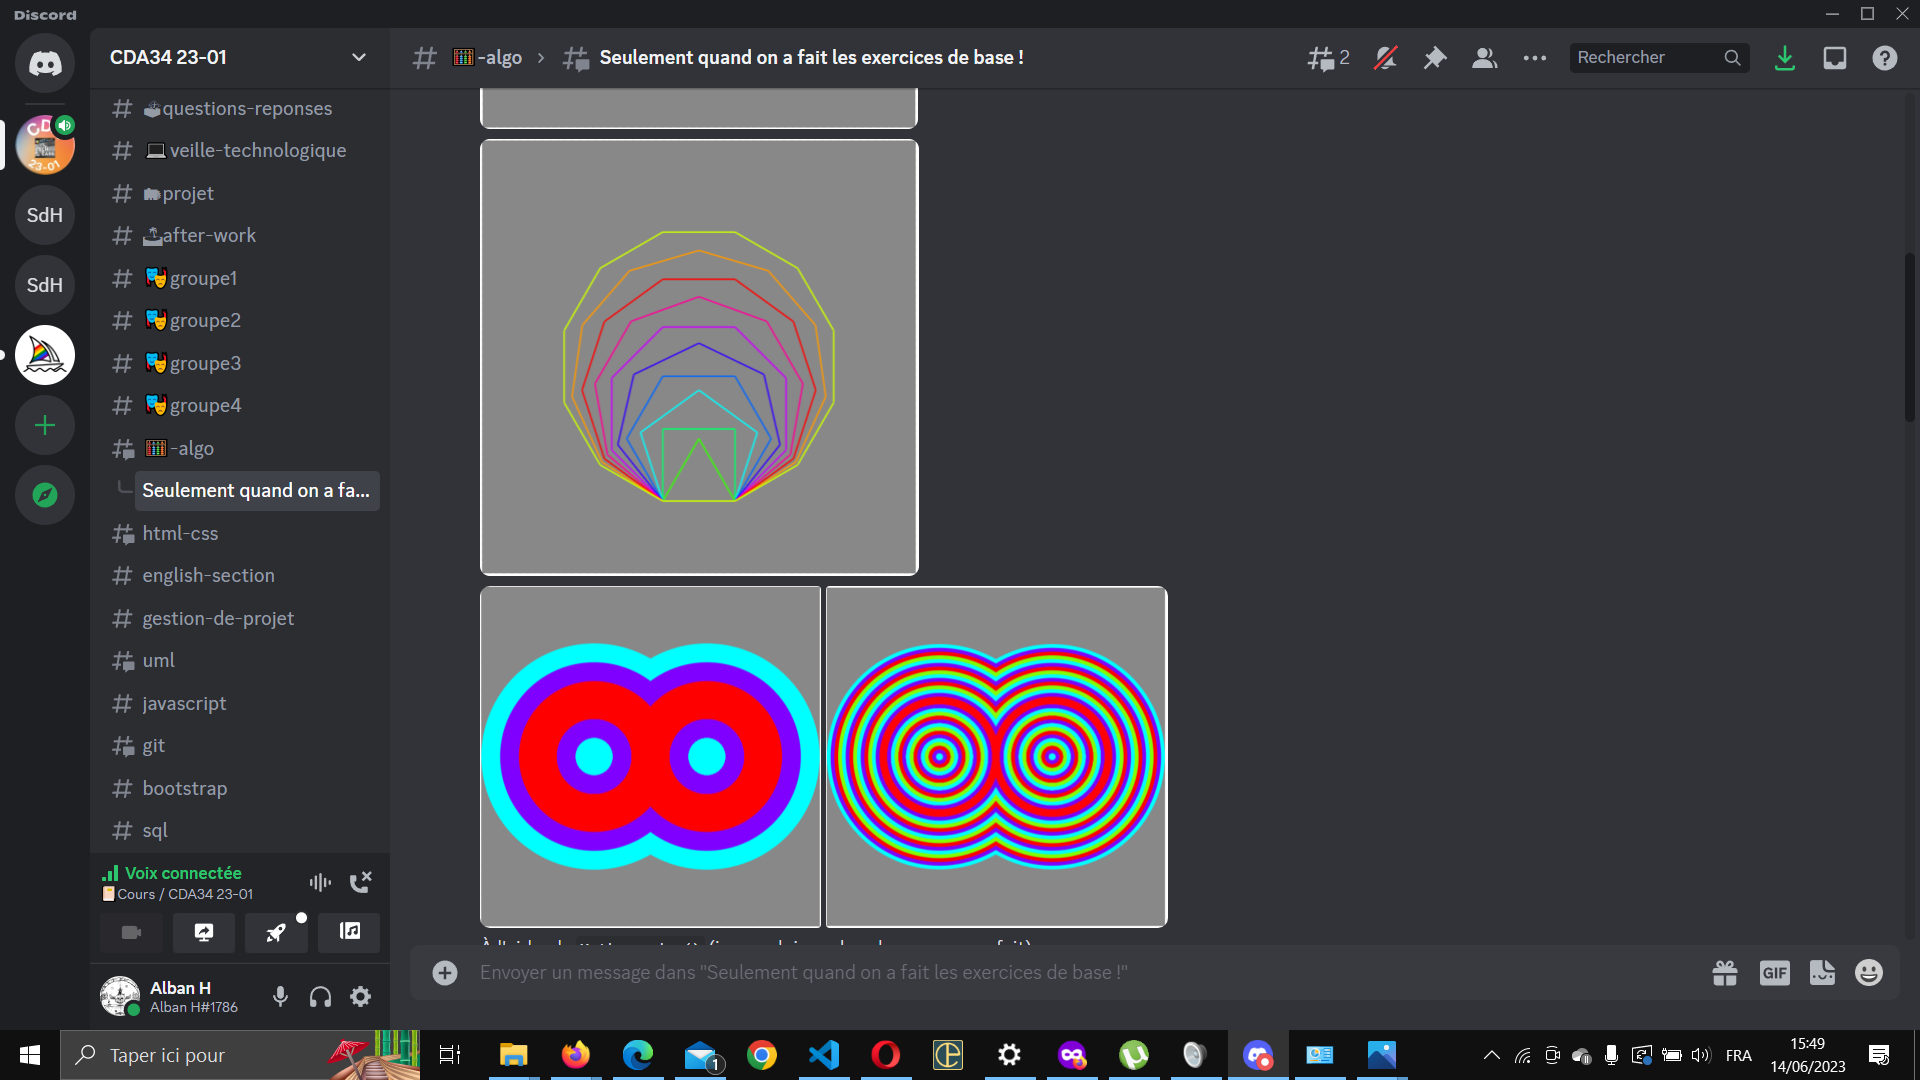 Discord
CDA34 23-01
-algo
Seulement quand on a fait les exercices de base !
2
Rechercher
CD
23-01
SdH
SdH
questions-reponses
veille-technologique
projet
after-work
groupe1
groupe2
groupe3
groupe4
-algo
Seulement quand on a fa...
html-css
english-section
gestion-de-projet
uml
javascript
git
bootstrap
sql
Voix connectée
Cours / CDA34 23-01
Alban H
Alban H#1786
Envoyer un message dans "Seulement quand on a fait les exercices de base !"
GIF
Taper ici pour
1
FRA
15:49
14/06/2023